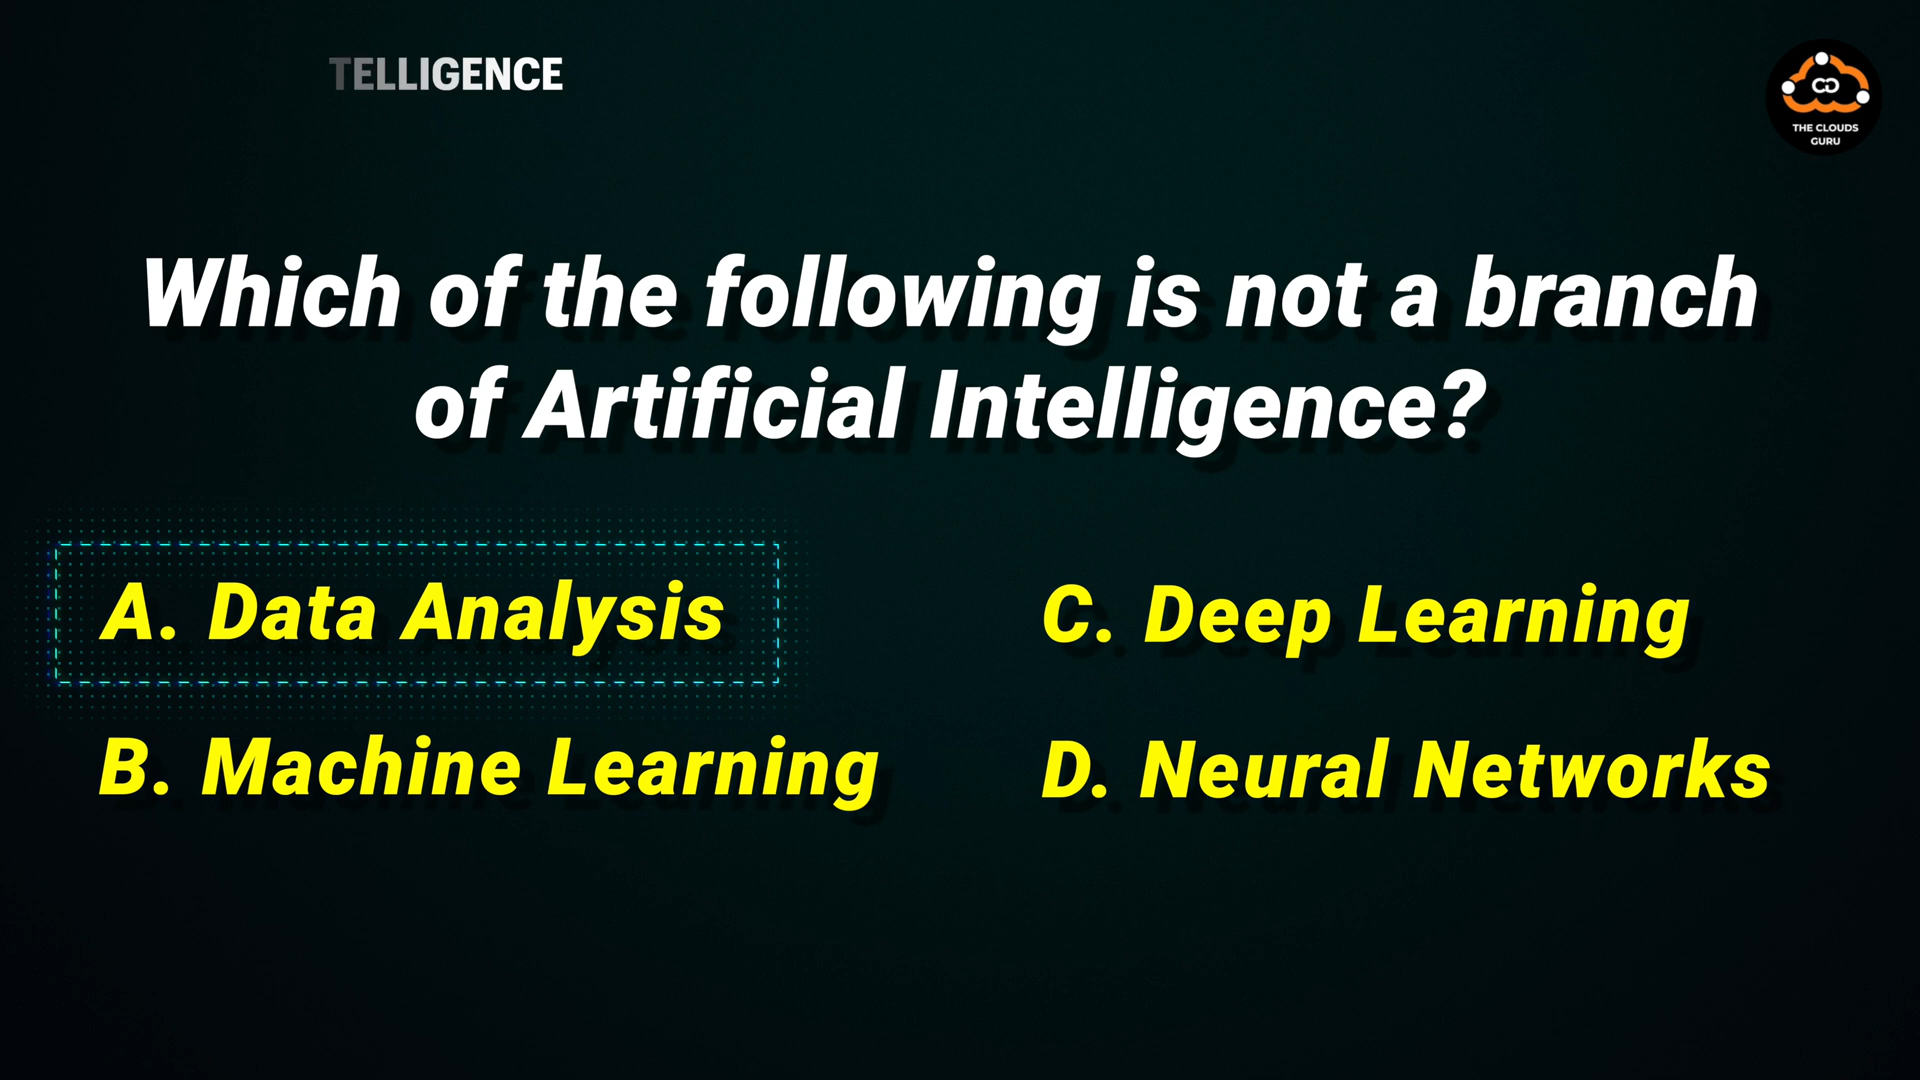 TELLIGENCE
CG
THE CLOUDS
GURU
Which of the following is not a branch
of Artificial Intelligence?
A. Data Analysis
B. Machine Learning
C. Deep Learning
D. Neural Networks